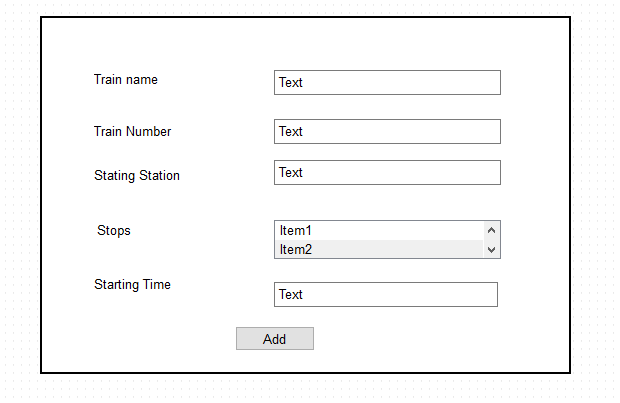 Train name Text
Train Number Text
Stating Station Text
Stops Item1
Item2
Starting Time Text
Add